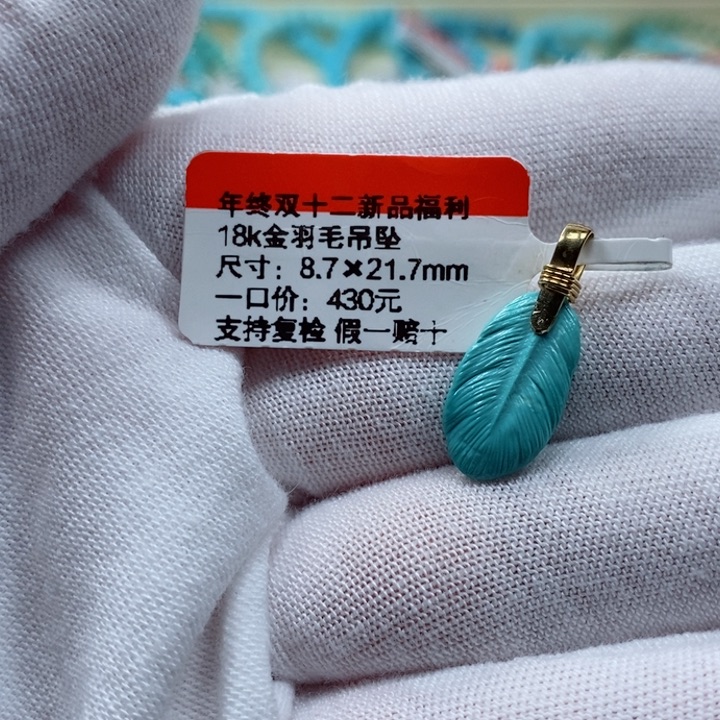 年终双十二新品福利
18k金羽毛吊坠
尺寸：8.7×21.7mm
一口价：430元
支持复检 假一赔十